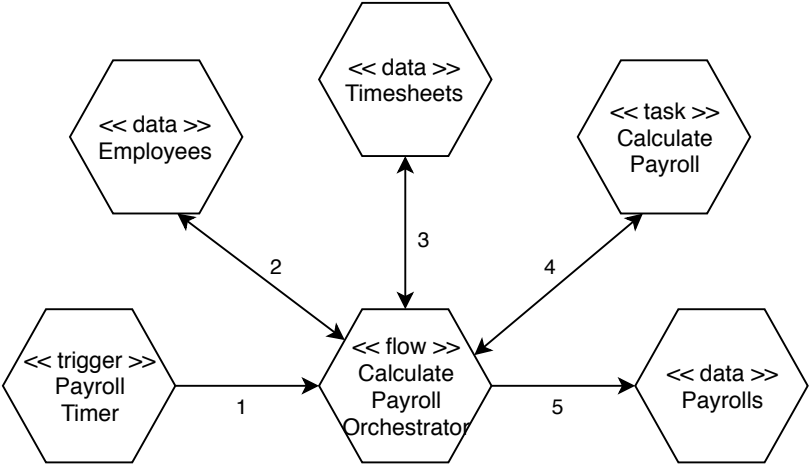 << data >>
Timesheets
<< data >>
Employees
<< task >>
Calculate
Payroll
3
2
4
<< trigger >>
Payroll
Timer
1
<< flow >>
Calculate
Payroll
Orchestrator
5
<< data >>
Payrolls